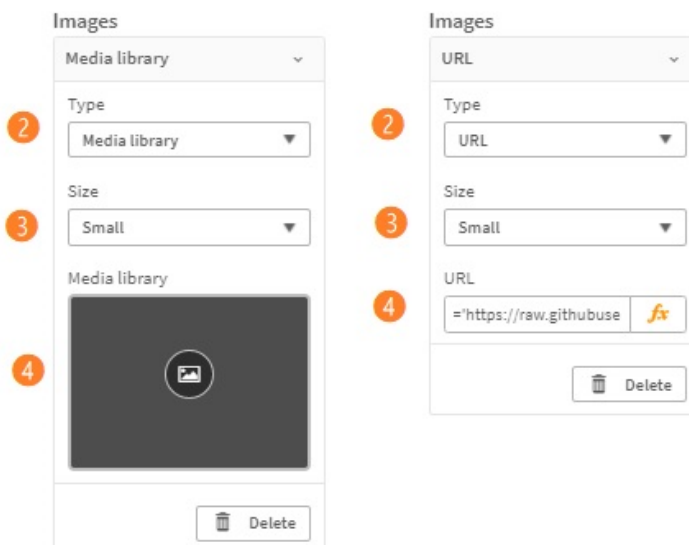 Images
Media library
2
Type
Media library
3
Size
Small
Media library
4
Delete
Images
URL
2
Type
URL
3
Size
Small
URL
4
='https://raw.githubuse
fx
Delete